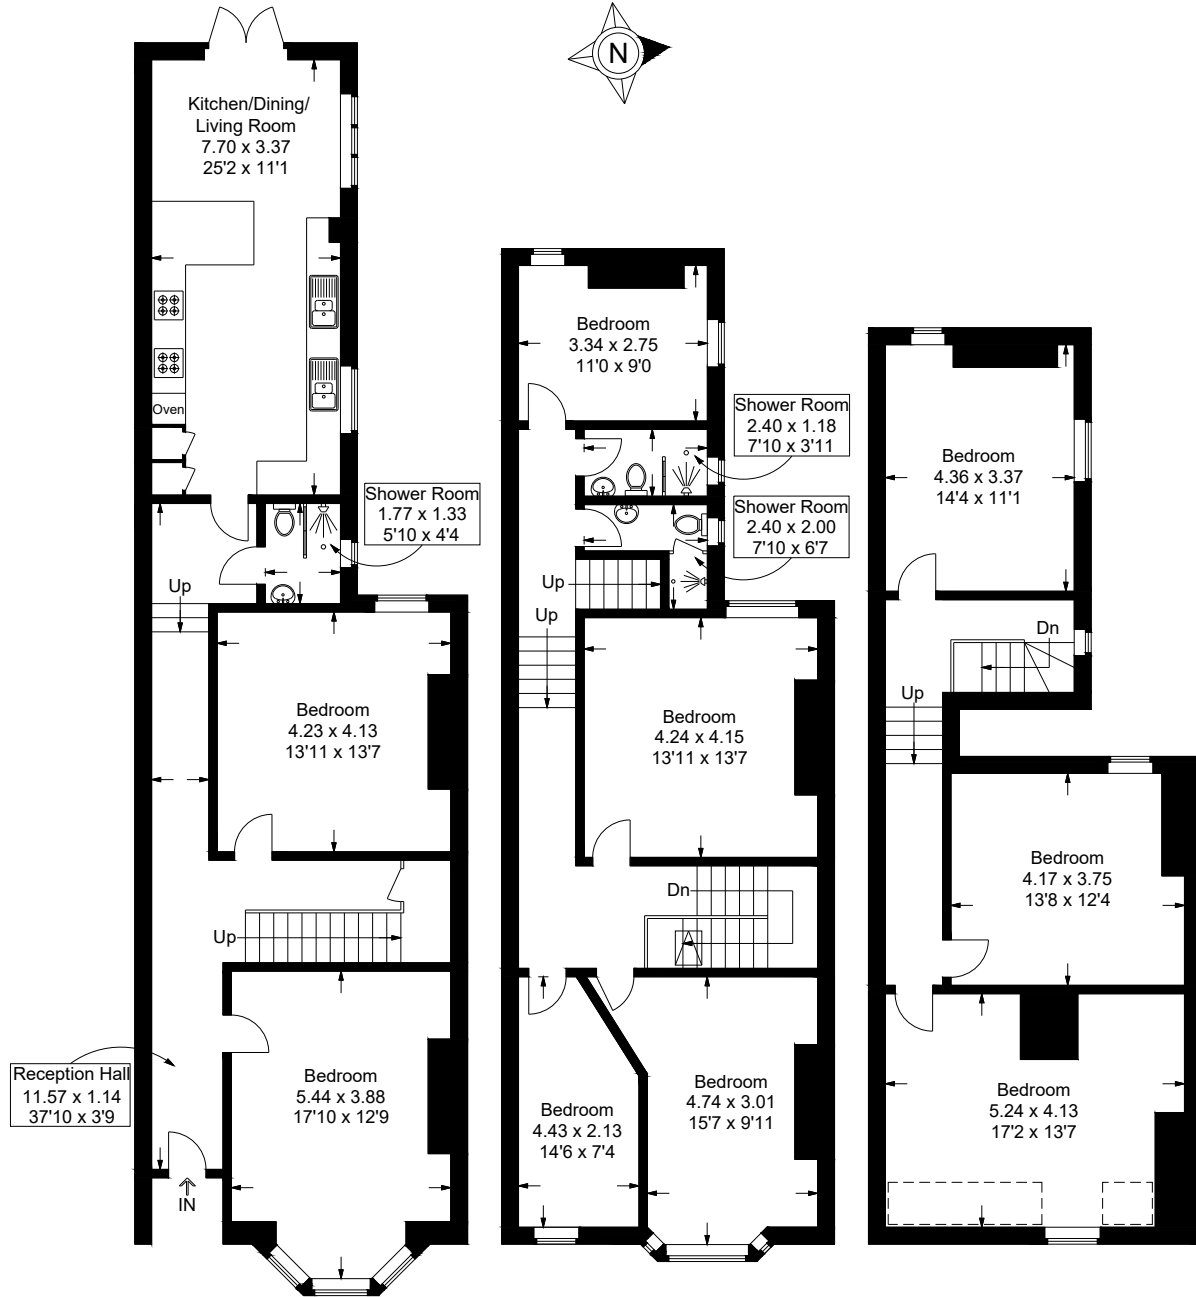 N
Kitchen/Dining/
Living Room
7.70 x 3.37
25'2 x 11'1
Oven
Shower Room
1.77 x 1.33
5'10 x 4'4
Up
Bedroom
4.23 x 4.13
13'11 x 13'7
Up
Reception Hall
11.57 x 1.14
37'10 x 3'9
Bedroom
5.44 x 3.88
17'10 x 12'9
IN
Bedroom
3.34 x 2.75
11'0 x 9'0
Shower Room
2.40 x 1.18
7'10 x 3'11
Shower Room
2.40 x 2.00
7'10 x 6'7
Up
Up
Bedroom
4.24 x 4.15
13'11 x 13'7
Dn
Bedroom
4.43 x 2.13
14'6 x 7'4
Bedroom
4.74 x 3.01
15'7 x 9'11
Bedroom
4.36 x 3.37
14'4 x 11'1
Dn
Up
Bedroom
4.17 x 3.75
13'8 x 12'4
Bedroom
5.24 x 4.13
17'2 x 13'7